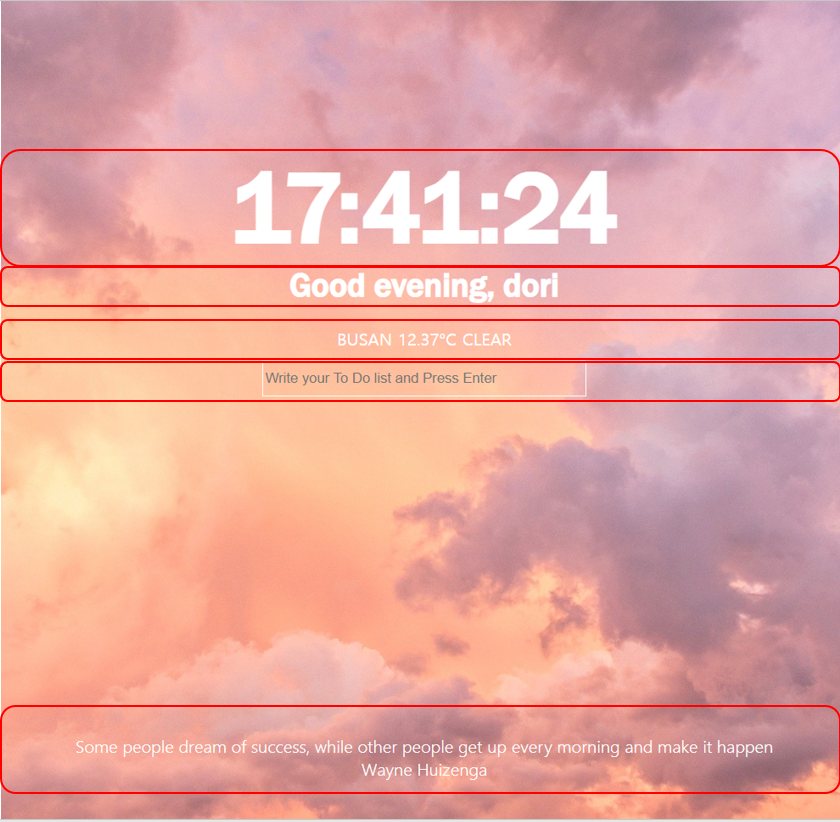 17:41:24
Good evening, dori
BUSAN 12.37°C CLEAR
Write your To Do list and Press Enter
Some people dream of success, while other people get up every morning and make it happen
Wayne Huizenga